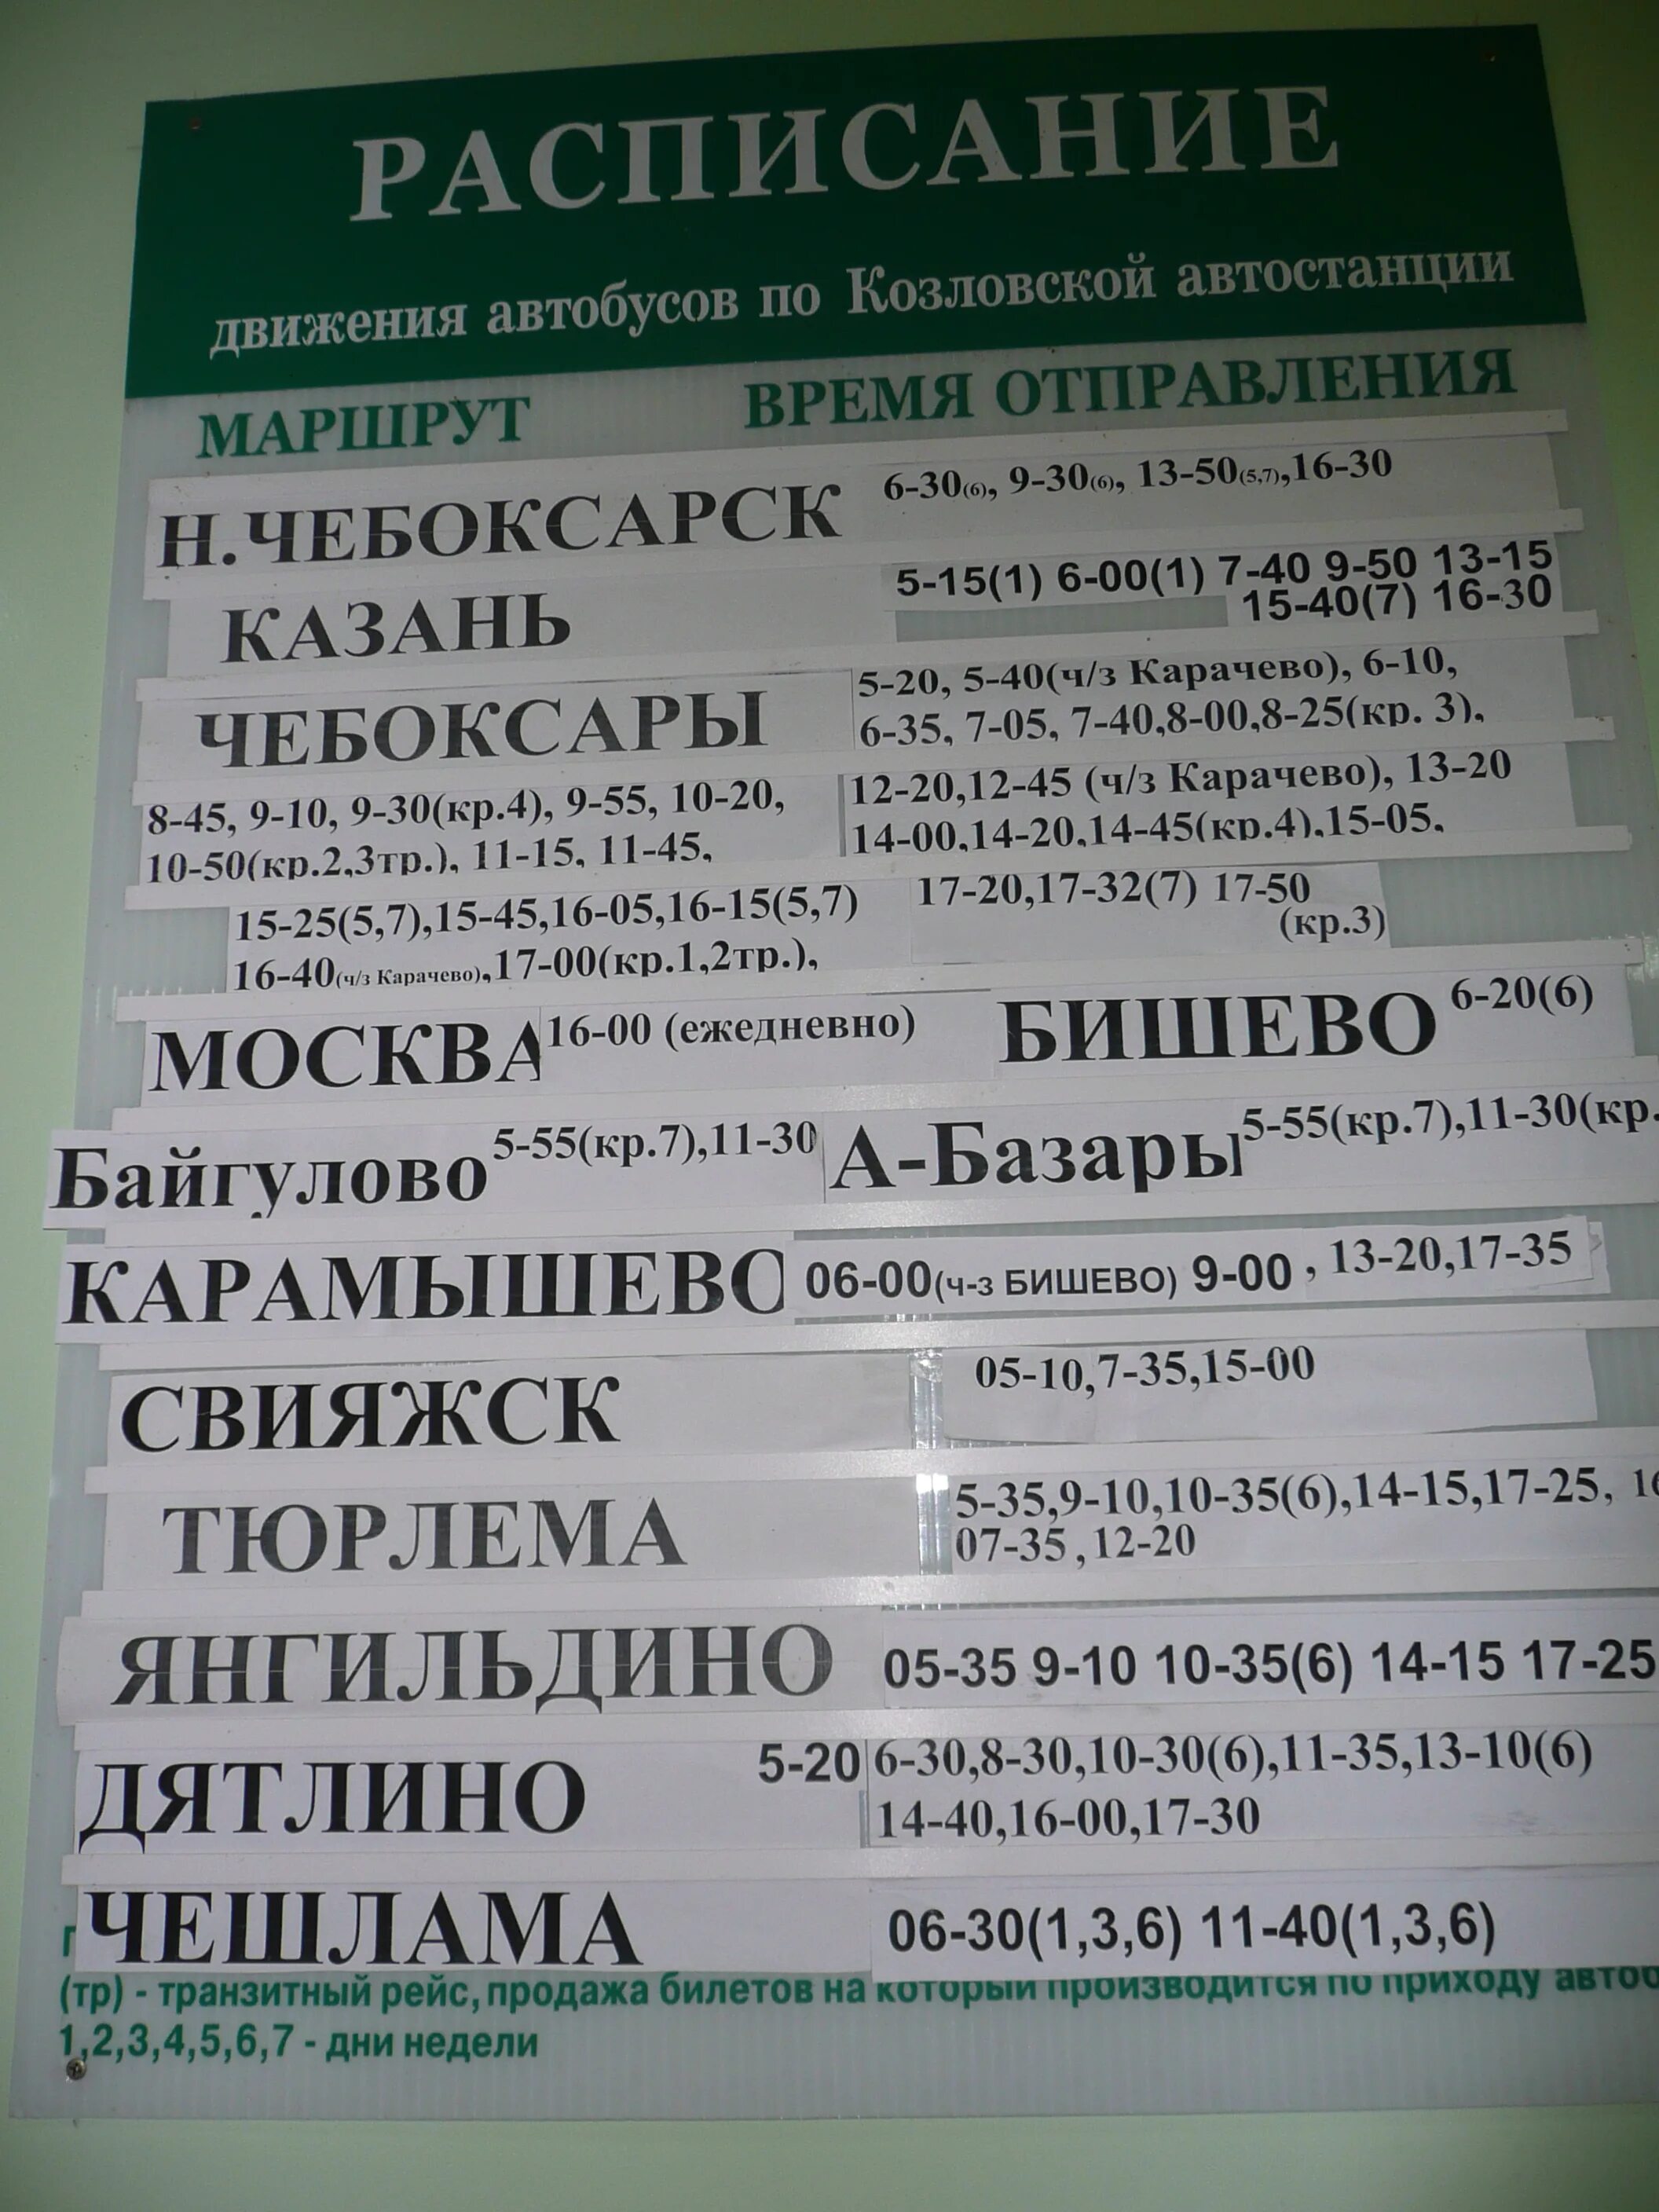 РАСПИСАНИЕ
движения автобусов по Козловской автостанции
МАРШРУТ ВРЕМЯ ОТПРАВЛЕНИЯ
Н.ЧЕБОКСАРСК 6-30(6), 9-30(6), 13-50(5,7),16-30
КАЗАНЬ 5-15(1) 6-00(1) 7-40 9-50 13-15
15-40(7) 16-30
ЧЕБОКСАРЫ 5-20, 5-40(ч/з Карачево), 6-10,
6-35, 7-05, 7-40,8-00,8-25(кр. 3),
8-45, 9-10, 9-30(кр.4), 9-55, 10-20,
10-50(кр.2,3тр.), 11-15, 11-45,
12-20,12-45 (ч/з Карачево), 13-20
14-00,14-20,14-45(кр.4),15-05,
15-25(5,7),15-45,16-05,16-15(5,7)
16-40(ч/з Карачево),17-00(кр.1,2тр.),
17-20,17-32(7) 17-50
(кр.3)
МОСКВА 16-00 (ежедневно) БИШЕВО 6-20(6)
Байгулово 5-55(кр.7),11-30 А-Базары 5-55(кр.7),11-30(кр.
КАРАМЫШЕВО 06-00(ч-з БИШЕВО) 9-00 , 13-20,17-35
СВИЯЖСК 05-10,7-35,15-00
ТЮРЛЕМА 5-35,9-10,10-35(6),14-15,17-25,
07-35 ,12-20
ЯНГИЛЬДИНО 05-35 9-10 10-35(6) 14-15 17-25
ДЯТЛИНО 5-20 6-30,8-30,10-30(6),11-35,13-10(6)
14-40,16-00,17-30
ЧЕШЛАМА 06-30(1,3,6) 11-40(1,3,6)
(тр) - транзитный рейс, продажа билетов на который производится по приходу автоб
1,2,3,4,5,6,7 - дни недели